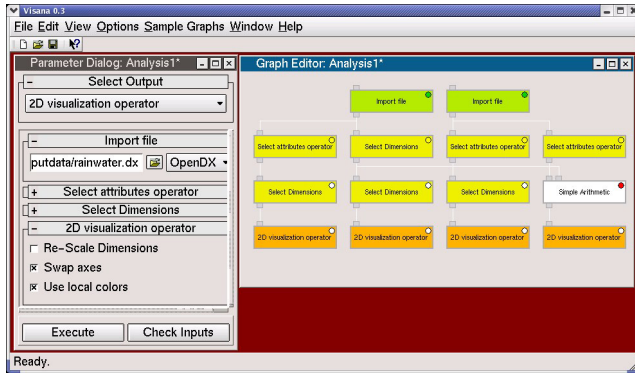 Visana 0.3
File Edit View Options Sample Graphs Window Help
Parameter Dialog: Analysis1*
Select Output
2D visualization operator
Import file
putdata/rainwater.dx OpenDX
+ Select attributes operator
+ Select Dimensions
2D visualization operator
Re-Scale Dimensions
Swap axes
Use local colors
Execute Check Inputs
Graph Editor: Analysis1*
Import file Import file
Select attributes operator Select Dimensions Select attributes operator Select attributes operator
Select Dimensions Select Dimensions Select Dimensions Simple Arithmetic
2D visualization operator 2D visualization operator 2D visualization operator 2D visualization operator
Ready.